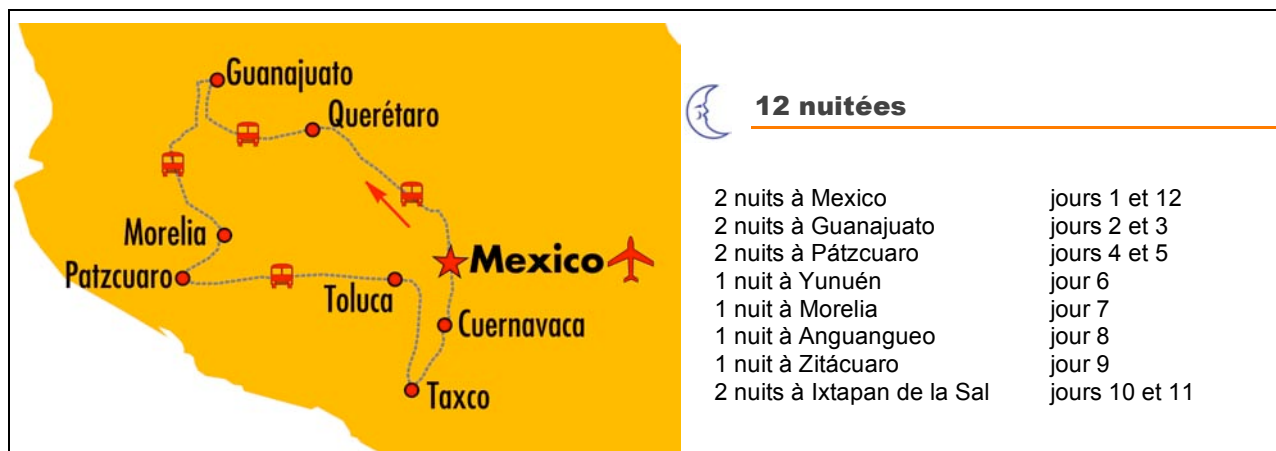 Guanajuato
Querétaro
Morelia
Mexico
Patzcuaro
Toluca
Cuernavaca
Taxco
12 nuitées
2 nuits à Mexico jours 1 et 12
2 nuits à Guanajuato jours 2 et 3
2 nuits à Pátzcuaro jours 4 et 5
1 nuit à Yunuén jour 6
1 nuit à Morelia jour 7
1 nuit à Anguangueo jour 8
1 nuit à Zitácuaro jour 9
2 nuits à Ixtapan de la Sal jours 10 et 11